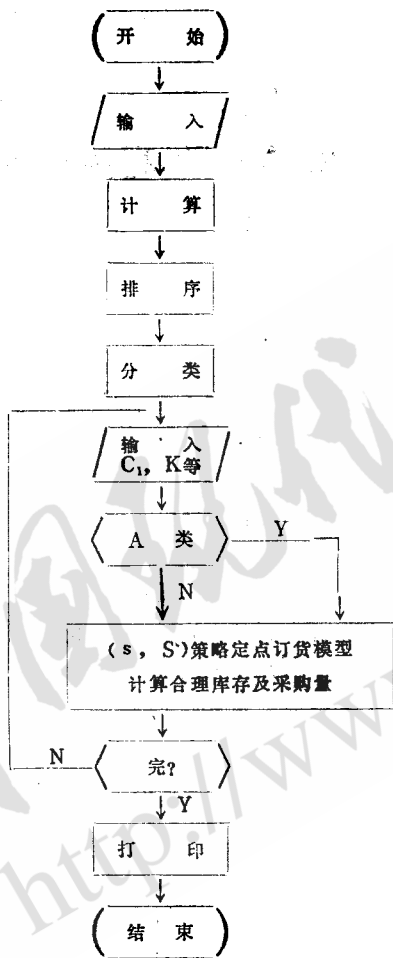 开 始
输 入
计 算
排 序
分 类
输 入
C₁, K等
A 类
Y
N
(s, S)策略定点订货模型
计算合理库存及采购量
N
完?
Y
打 印
结 束
http://www